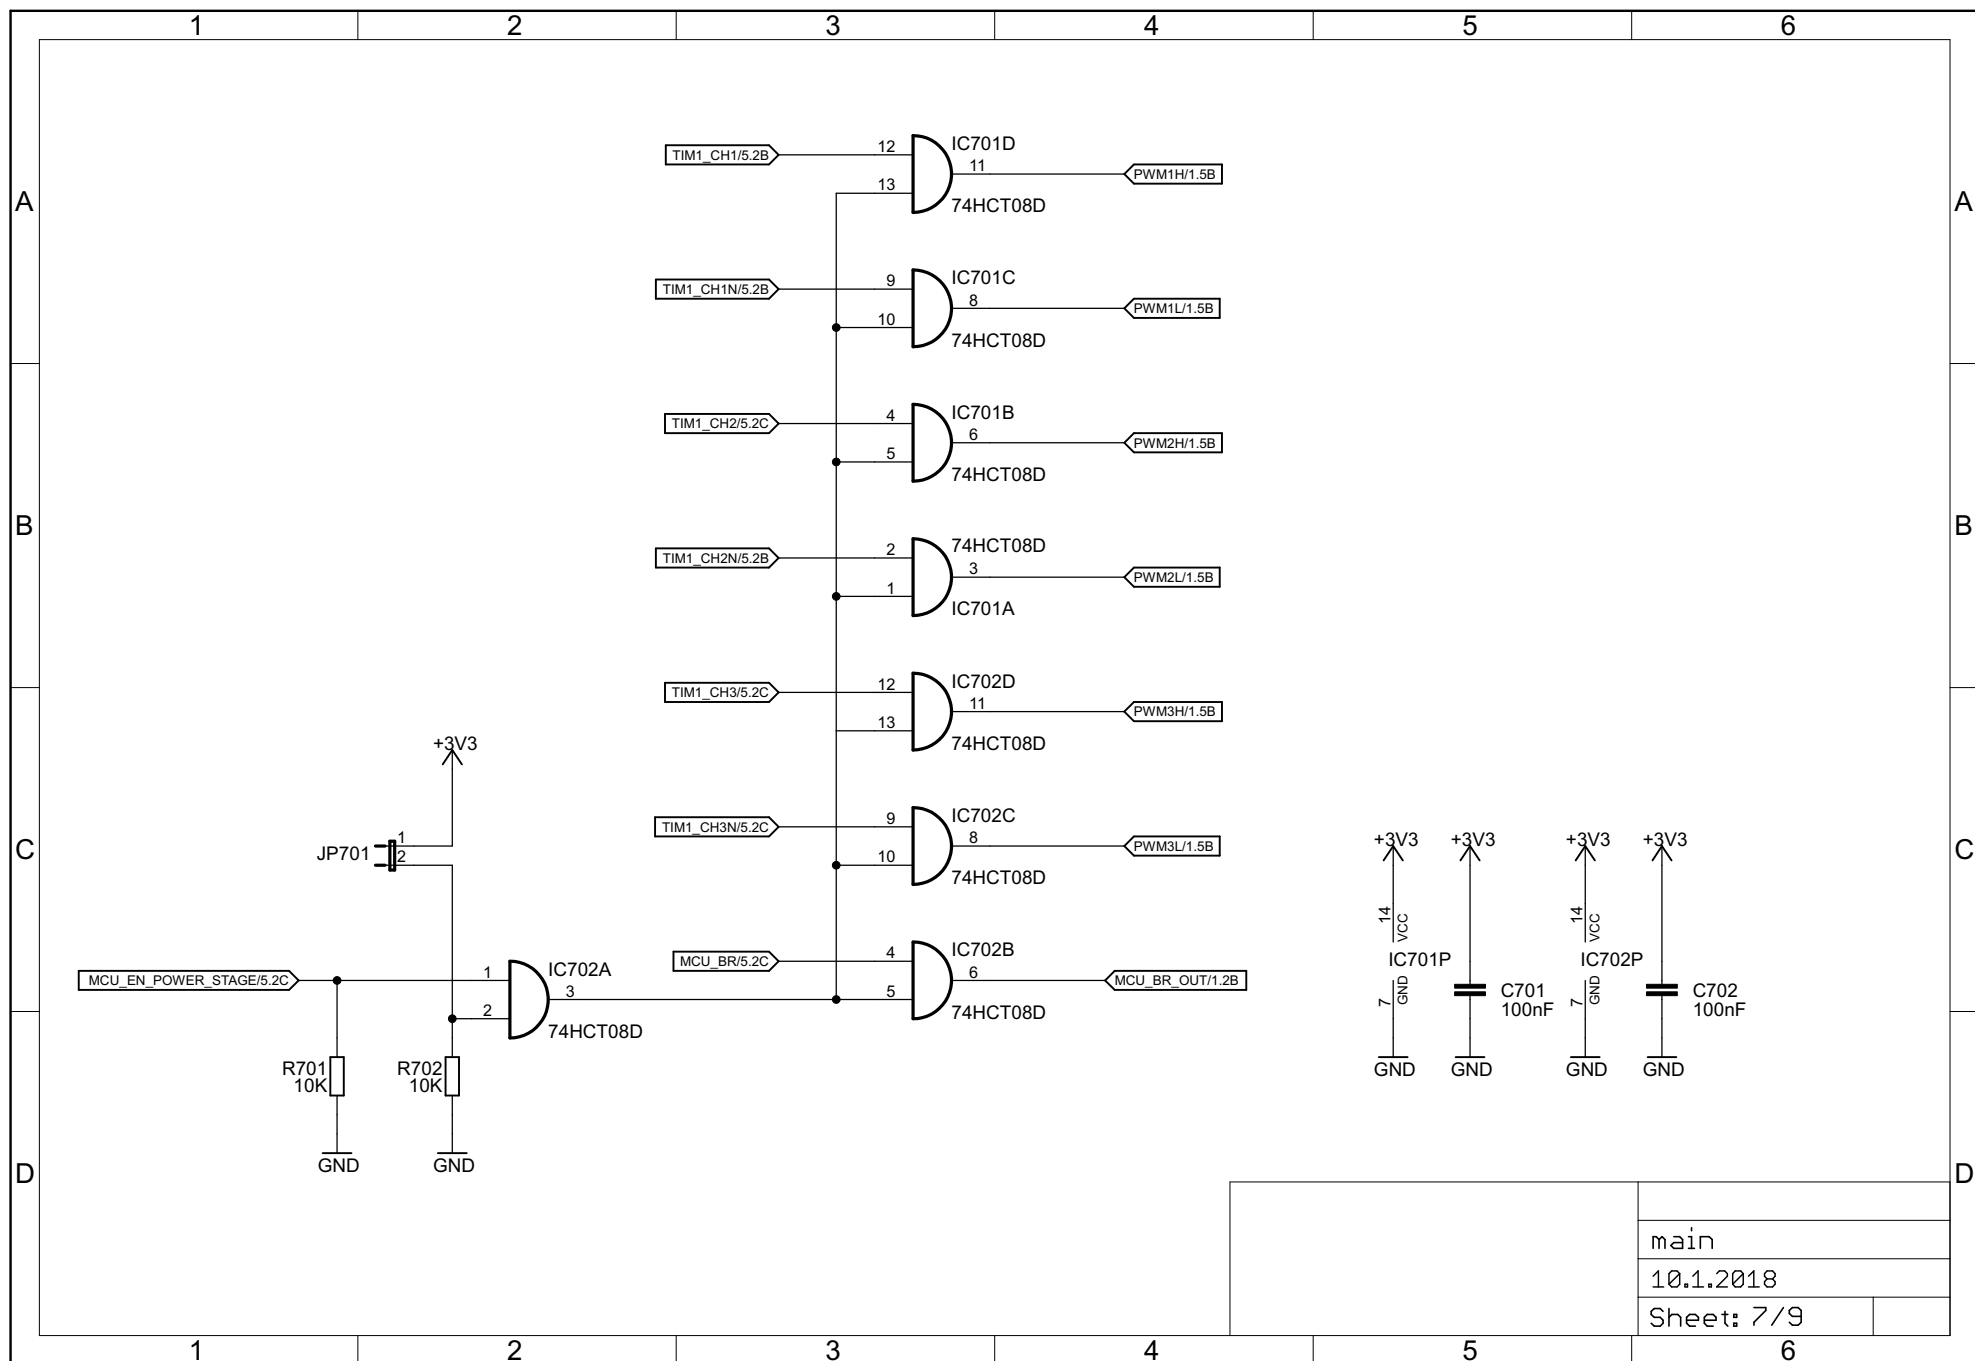 1 2 3 4 5 6
A A
B B
C C
D D
TIM1_CH1/5.2B 12 13 IC701D 11 74HCT08D PWM1H/1.5B
TIM1_CH1N/5.2B 9 10 IC701C 8 74HCT08D PWM1L/1.5B
TIM1_CH2/5.2C 4 5 IC701B 6 74HCT08D PWM2H/1.5B
TIM1_CH2N/5.2B 2 1 74HCT08D 3 IC701A PWM2L/1.5B
TIM1_CH3/5.2C 12 13 IC702D 11 74HCT08D PWM3H/1.5B
TIM1_CH3N/5.2C 9 10 IC702C 8 74HCT08D PWM3L/1.5B
MCU_BR/5.2C 4 5 IC702B 6 74HCT08D MCU_BR_OUT/1.2B
+3V3
JP701 1 2
MCU_EN_POWER_STAGE/5.2C 1 2 IC702A 3 74HCT08D
R701
10K
GND
R702
10K
GND
+3V3 +3V3 +3V3 +3V3
14 VCC
IC701P
7 GND
GND
C701
100nF
GND
14 VCC
IC702P
7 GND
GND
C702
100nF
GND
main
10.1.2018
Sheet: 7/9
1 2 3 4 5 6